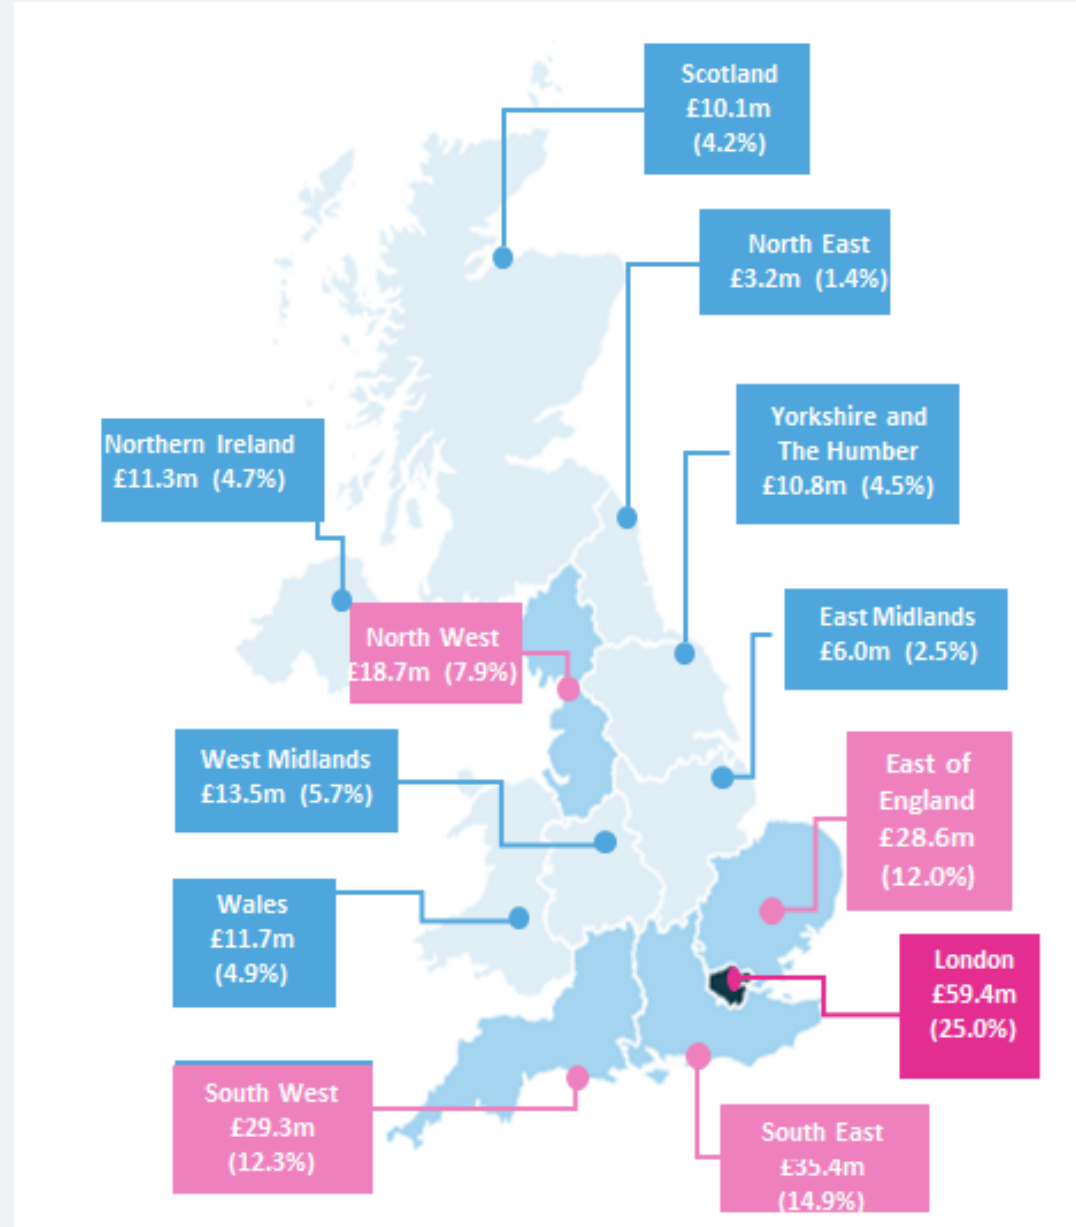 Scotland
£10.1m
(4.2%)
North East
£3.2m (1.4%)
Yorkshire and
The Humber
£10.8m (4.5%)
Northern Ireland
£11.3m (4.7%)
East Midlands
£6.0m (2.5%)
North West
£18.7m (7.9%)
West Midlands
£13.5m (5.7%)
East of
England
£28.6m
(12.0%)
Wales
£11.7m
(4.9%)
London
£59.4m
(25.0%)
South West
£29.3m
(12.3%)
South East
£35.4m
(14.9%)